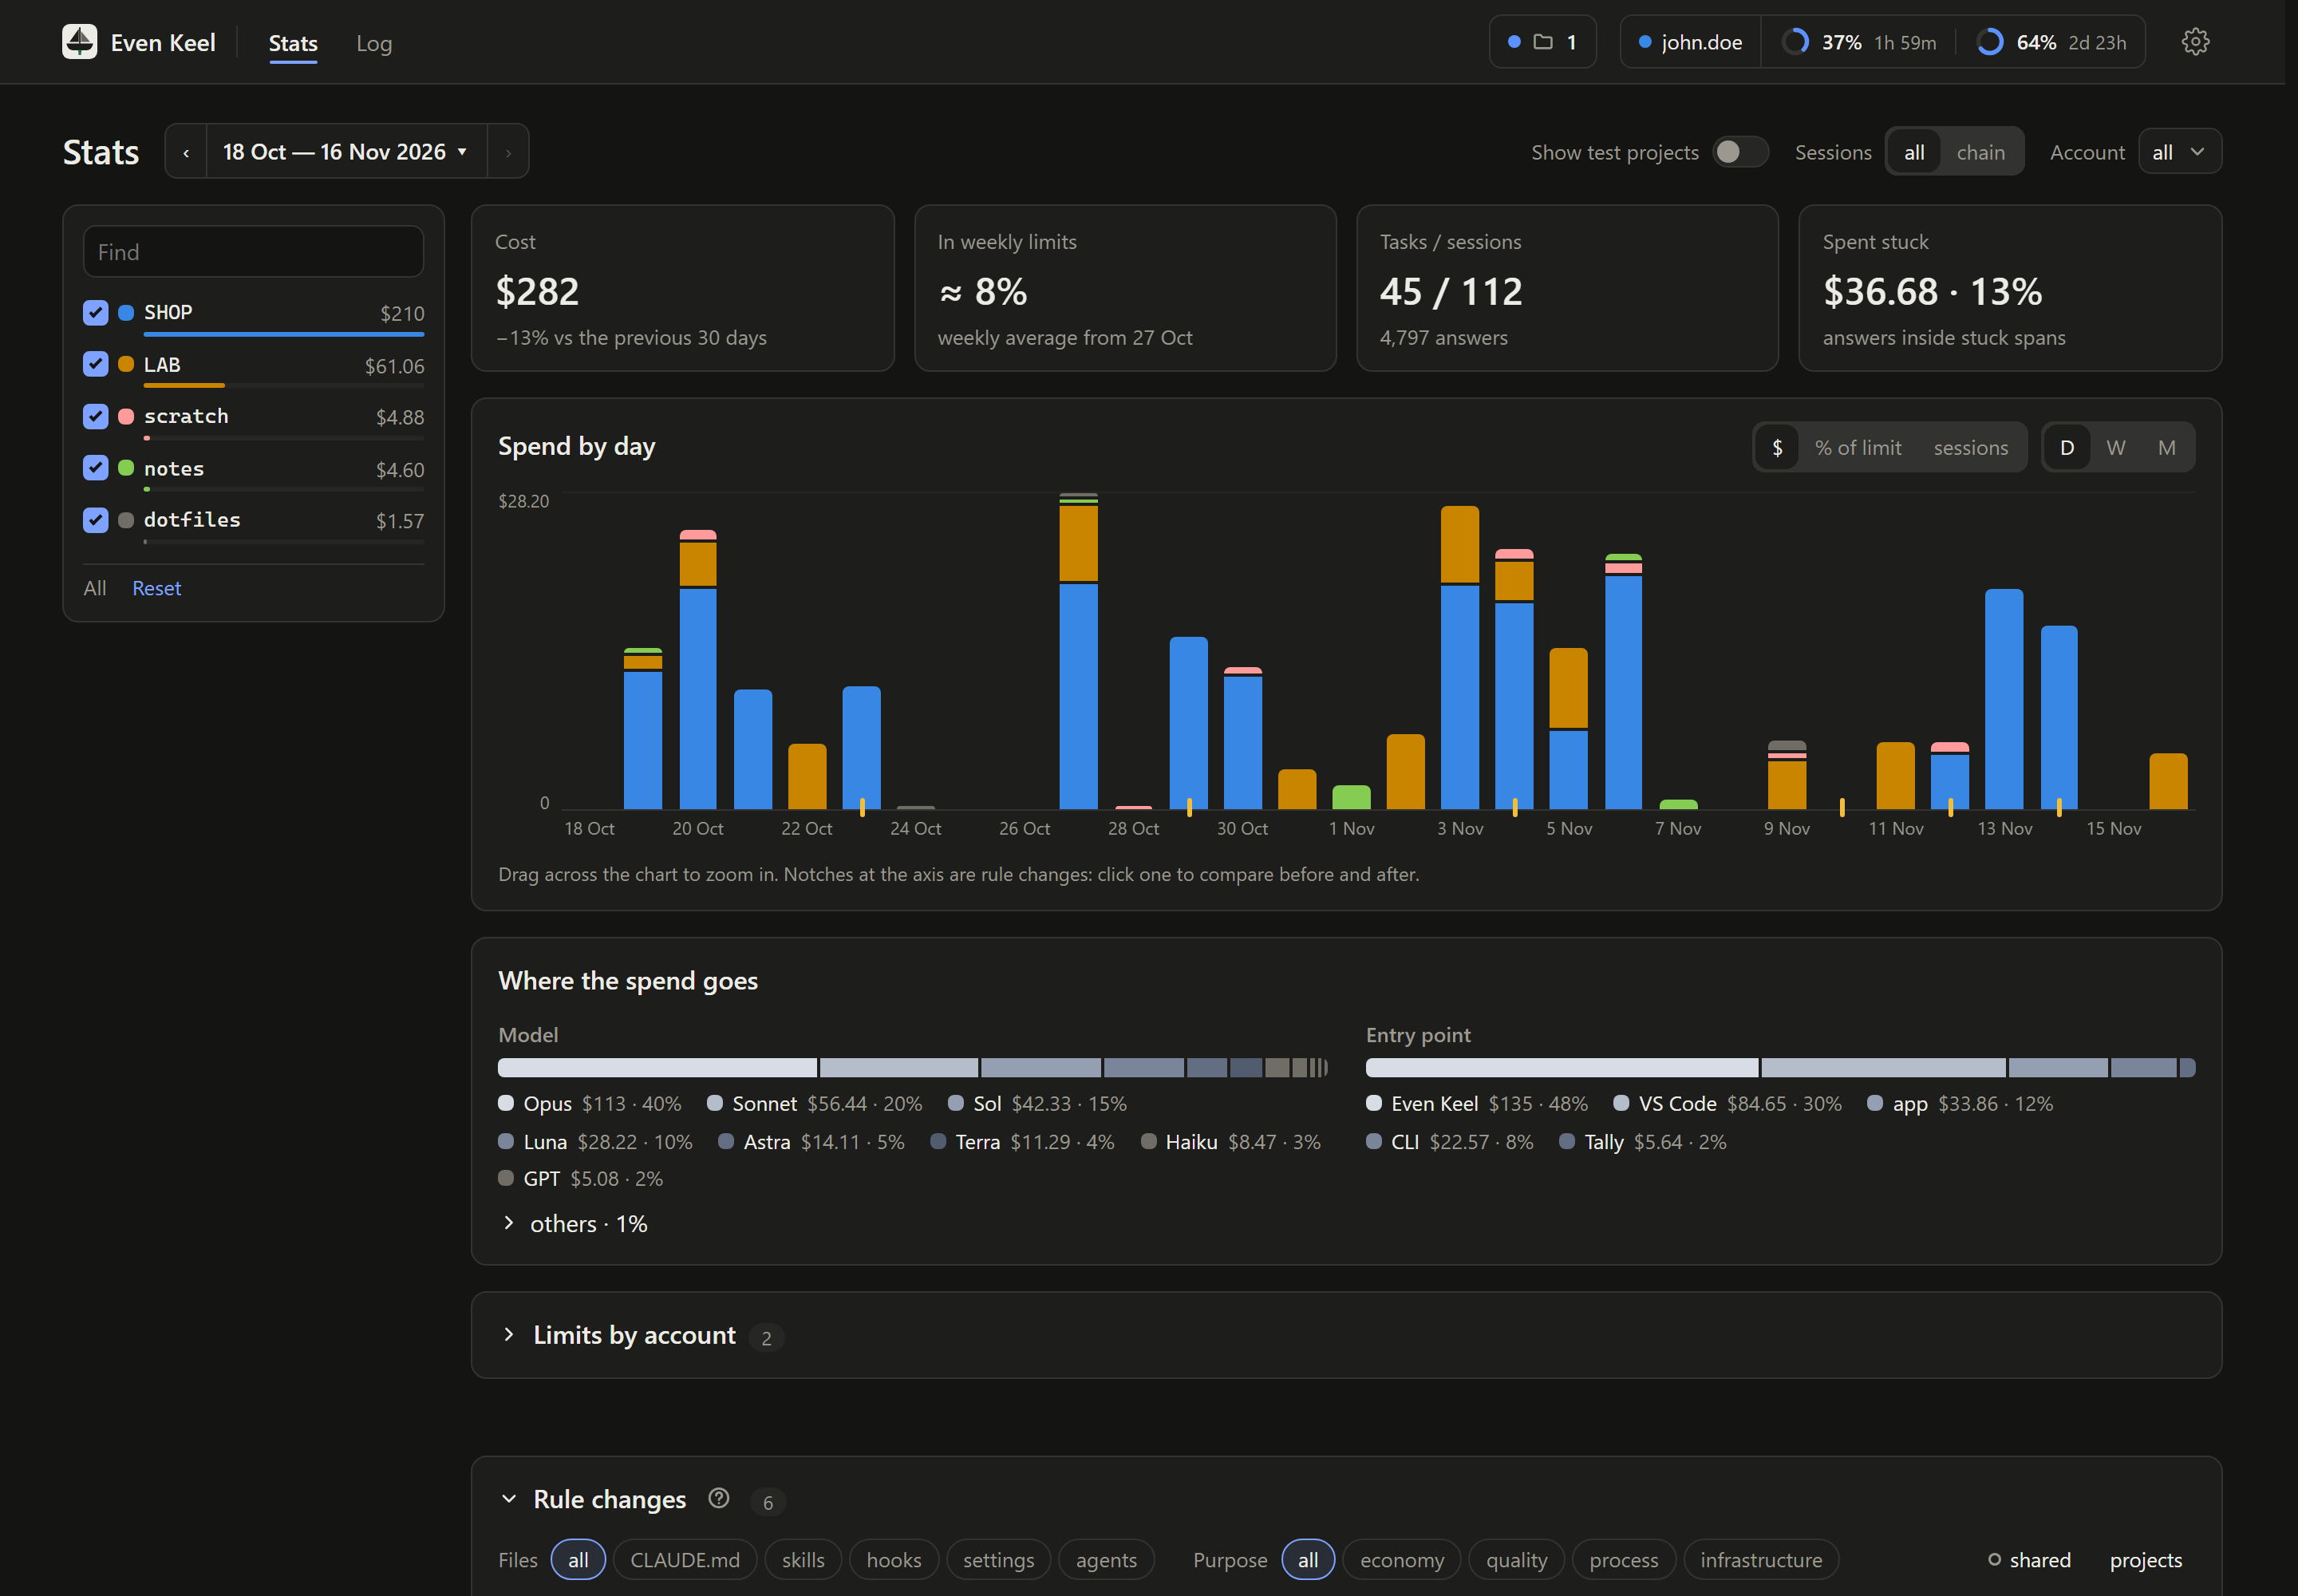 Even Keel Stats Log 1 john.doe 37% 1h 59m 64% 2d 23h
Stats ‹ 18 Oct — 16 Nov 2026 ▾ › Show test projects Sessions all chain Account all
Find
SHOP $210
LAB $61.06
scratch $4.88
notes $4.60
dotfiles $1.57
All Reset
Cost
$282
−13% vs the previous 30 days
In weekly limits
≈ 8%
weekly average from 27 Oct
Tasks / sessions
45 / 112
4,797 answers
Spent stuck
$36.68 · 13%
answers inside stuck spans
Spend by day $ % of limit sessions D W M
$28.20
0
18 Oct 20 Oct 22 Oct 24 Oct 26 Oct 28 Oct 30 Oct 1 Nov 3 Nov 5 Nov 7 Nov 9 Nov 11 Nov 13 Nov 15 Nov
Drag across the chart to zoom in. Notches at the axis are rule changes: click one to compare before and after.
Where the spend goes
Model
Opus $113 · 40% Sonnet $56.44 · 20% Sol $42.33 · 15%
Luna $28.22 · 10% Astra $14.11 · 5% Terra $11.29 · 4% Haiku $8.47 · 3%
GPT $5.08 · 2%
others · 1%
Entry point
Even Keel $135 · 48% VS Code $84.65 · 30% app $33.86 · 12%
CLI $22.57 · 8% Tally $5.64 · 2%
Limits by account 2
Rule changes ? 6
Files all CLAUDE.md skills hooks settings agents Purpose all economy quality process infrastructure shared projects